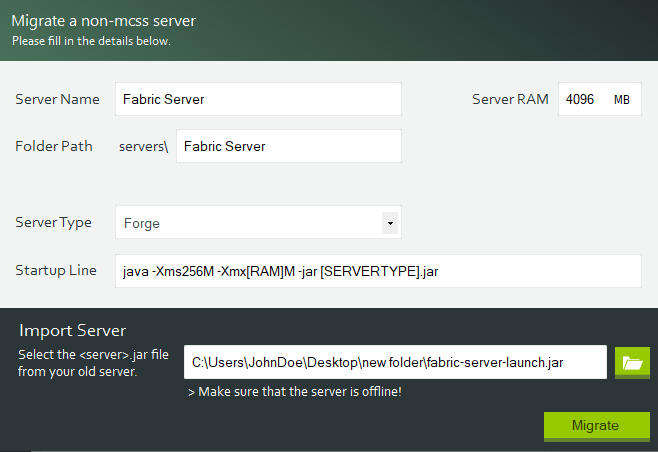 Migrate a non-mcss server
Please fill in the details below.
Server Name Fabric Server Server RAM 4096 MB
Folder Path servers\ Fabric Server
Server Type Forge
Startup Line java -Xms256M -Xmx[RAM]M -jar [SERVERTYPE].jar
Import Server
Select the <server>.jar file
from your old server.
C:\Users\JohnDoe\Desktop\new folder\fabric-server-launch.jar
> Make sure that the server is offline!
Migrate